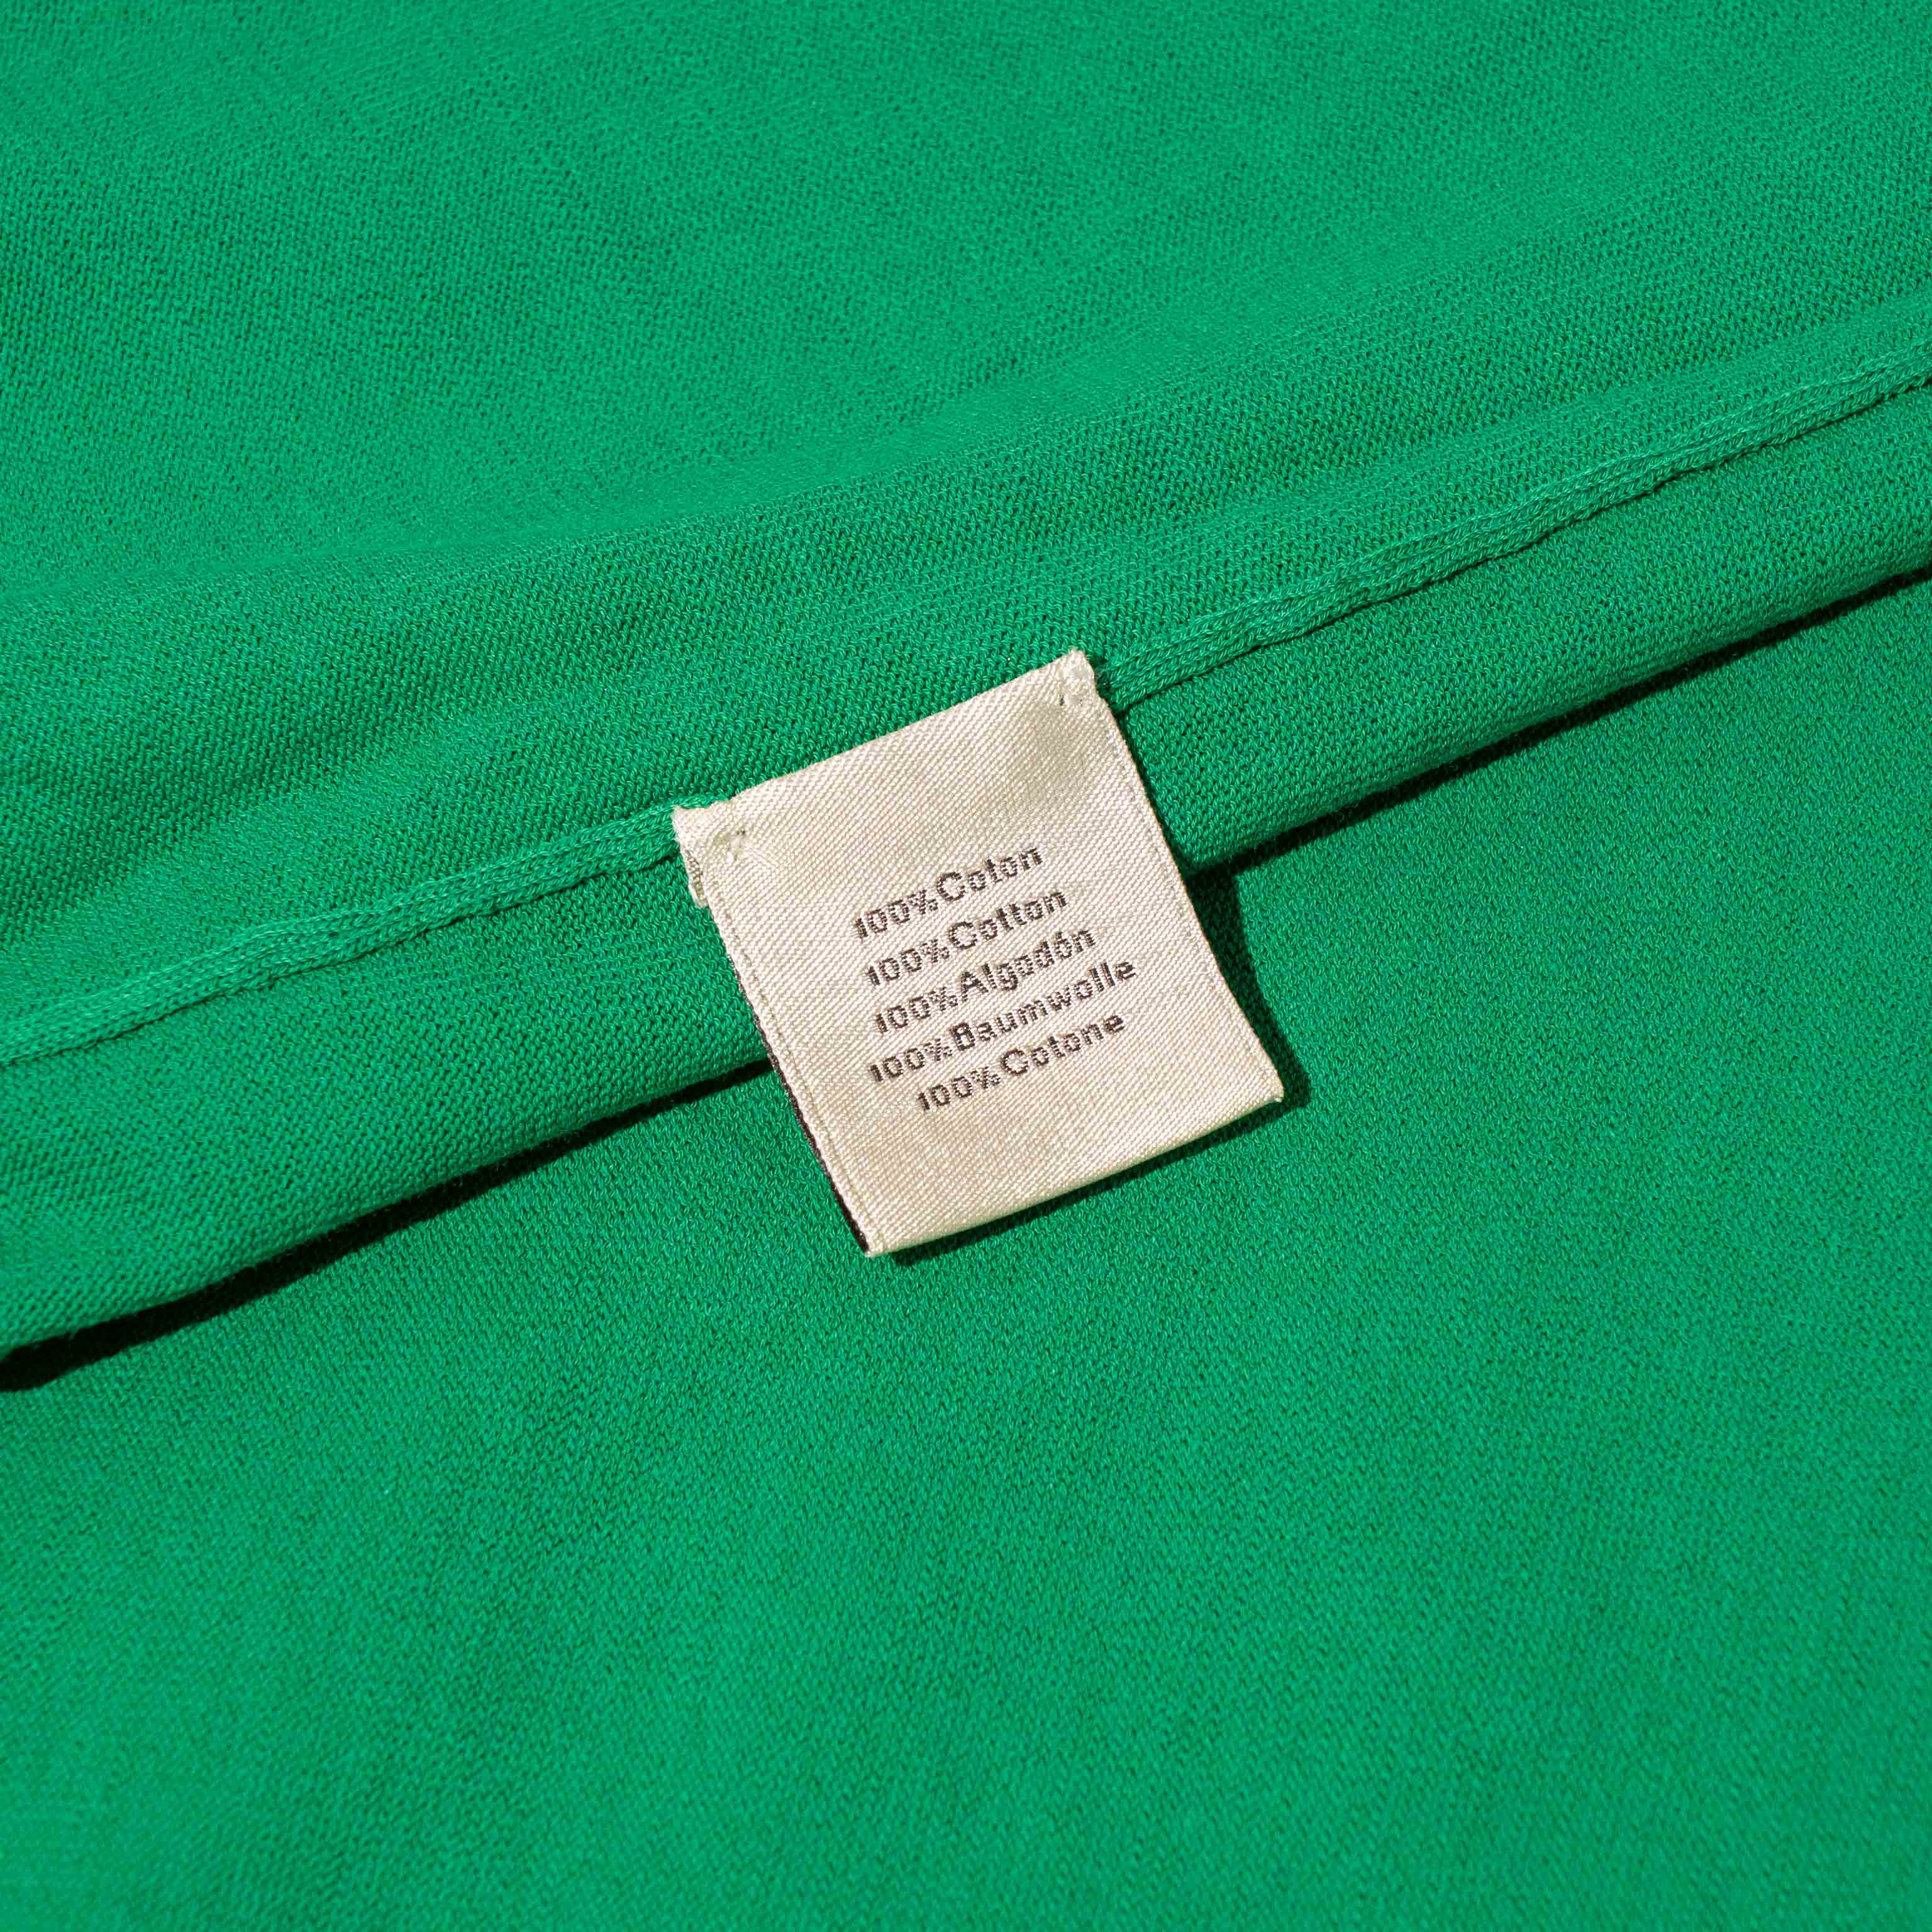 100% Coton
100% Cotton
100% Algodón
100% Baumwolle
100% Cotone